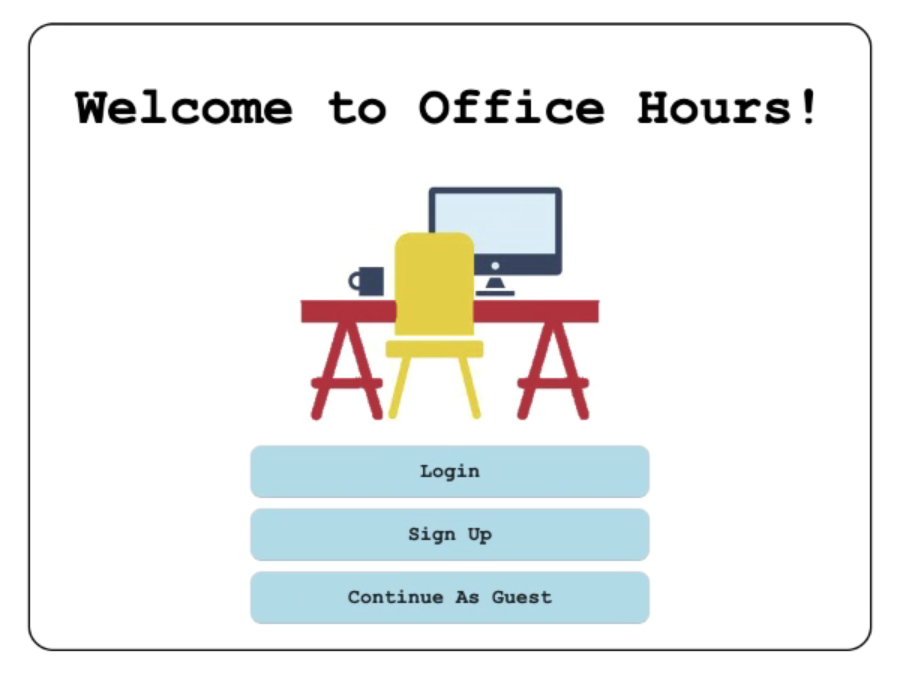 Welcome to Office Hours!
Login
Sign Up
Continue As Guest